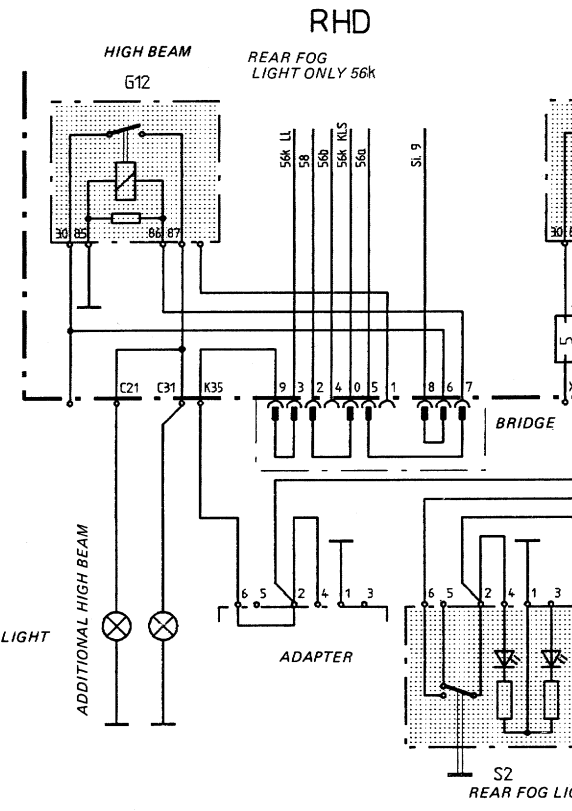 RHD
HIGH BEAM
REAR FOG
LIGHT ONLY 56k
G12
56k LL
58
56b
56k KLS
56a
Si. 9
30 85 86 87
30
5
C21 C31 K35
9 3 2 4 0 5 1 8 6 7
BRIDGE
ADDITIONAL HIGH BEAM
LIGHT
6 5 2 4 1 3
ADAPTER
6 5 2 4 1 3
S2
REAR FOG LIG